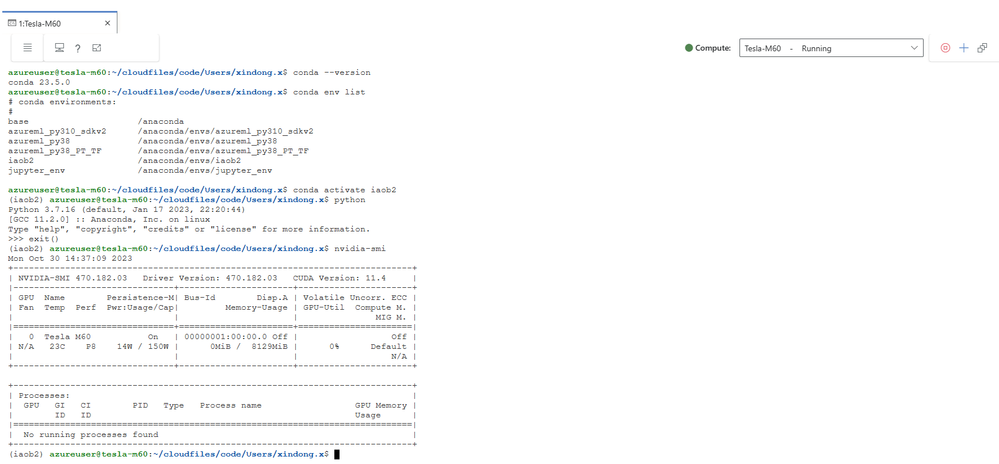 1:Tesla-M60
Compute: Tesla-M60 - Running
azureuser@tesla-m60:~/cloudfiles/code/Users/xindong.x$ conda --version
conda 23.5.0
azureuser@tesla-m60:~/cloudfiles/code/Users/xindong.x$ conda env list
# conda environments:
#
base                     /anaconda
azureml_py310_sdkv2      /anaconda/envs/azureml_py310_sdkv2
azureml_py38             /anaconda/envs/azureml_py38
azureml_py38_PT_TF       /anaconda/envs/azureml_py38_PT_TF
iaob2                    /anaconda/envs/iaob2
jupyter_env              /anaconda/envs/jupyter_env
azureuser@tesla-m60:~/cloudfiles/code/Users/xindong.x$ conda activate iaob2
(iaob2) azureuser@tesla-m60:~/cloudfiles/code/Users/xindong.x$ python
Python 3.7.16 (default, Jan 17 2023, 22:20:44)
[GCC 11.2.0] :: Anaconda, Inc. on linux
Type "help", "copyright", "credits" or "license" for more information.
>>> exit()
(iaob2) azureuser@tesla-m60:~/cloudfiles/code/Users/xindong.x$ nvidia-smi
Mon Oct 30 14:37:09 2023
+-----------------------------------------------------------------------------+
| NVIDIA-SMI 470.182.03   Driver Version: 470.182.03   CUDA Version: 11.4     |
|-------------------------------+----------------------+----------------------+
| GPU  Name        Persistence-M| Bus-Id        Disp.A | Volatile Uncorr. ECC |
| Fan  Temp  Perf  Pwr:Usage/Cap|         Memory-Usage | GPU-Util  Compute M. |
|                               |                      |               MIG M. |
|===============================+======================+======================|
|   0  Tesla M60           On   | 00000001:00:00.0 Off |                  Off |
| N/A   23C    P8    14W / 150W |      0MiB /  8129MiB |      0%      Default |
|                               |                      |                  N/A |
+-------------------------------+----------------------+----------------------+
+-----------------------------------------------------------------------------+
| Processes:                                                                  |
|  GPU   GI   CI        PID   Type   Process name                  GPU Memory |
|        ID   ID                                                   Usage      |
|=============================================================================|
|  No running processes found                                                 |
+-----------------------------------------------------------------------------+
(iaob2) azureuser@tesla-m60:~/cloudfiles/code/Users/xindong.x$